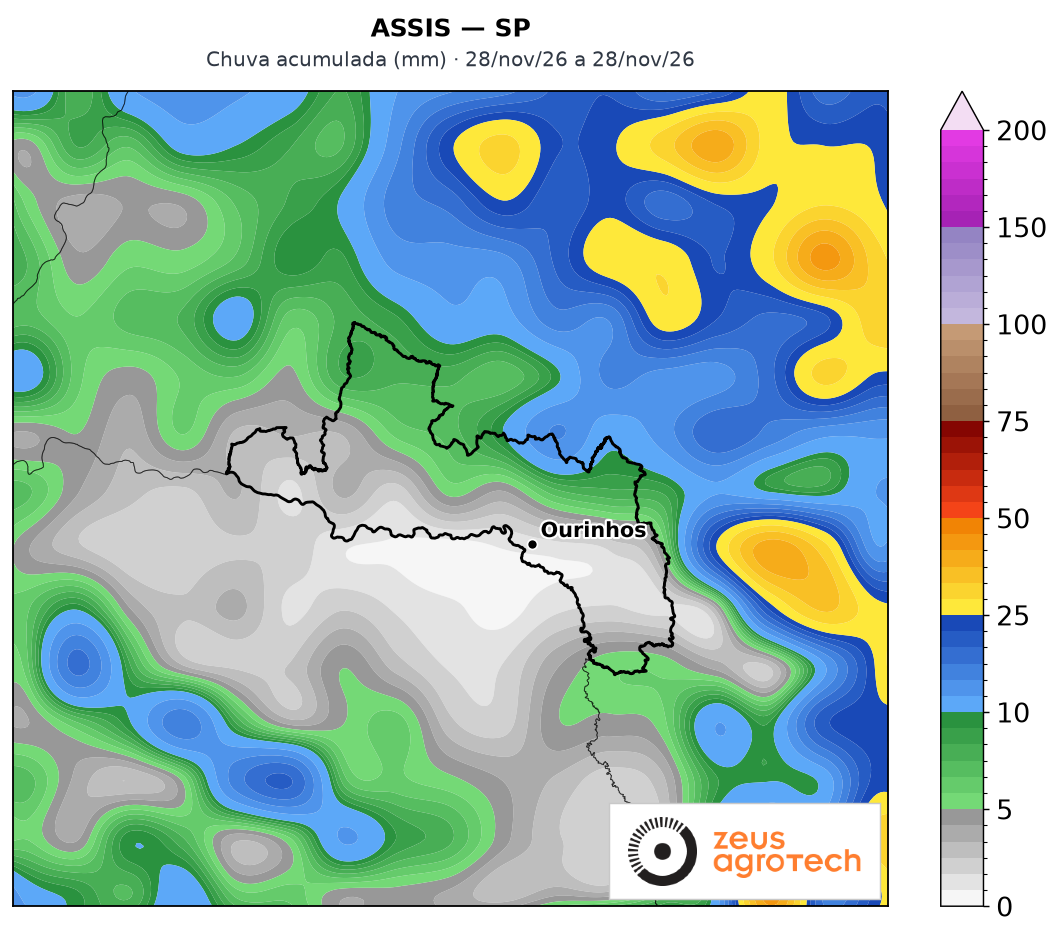 ASSIS — SP
Chuva acumulada (mm) · 28/nov/26 a 28/nov/26
200
150
100
75
50
25
10
5
0
Ourinhos
zeus
agrotech